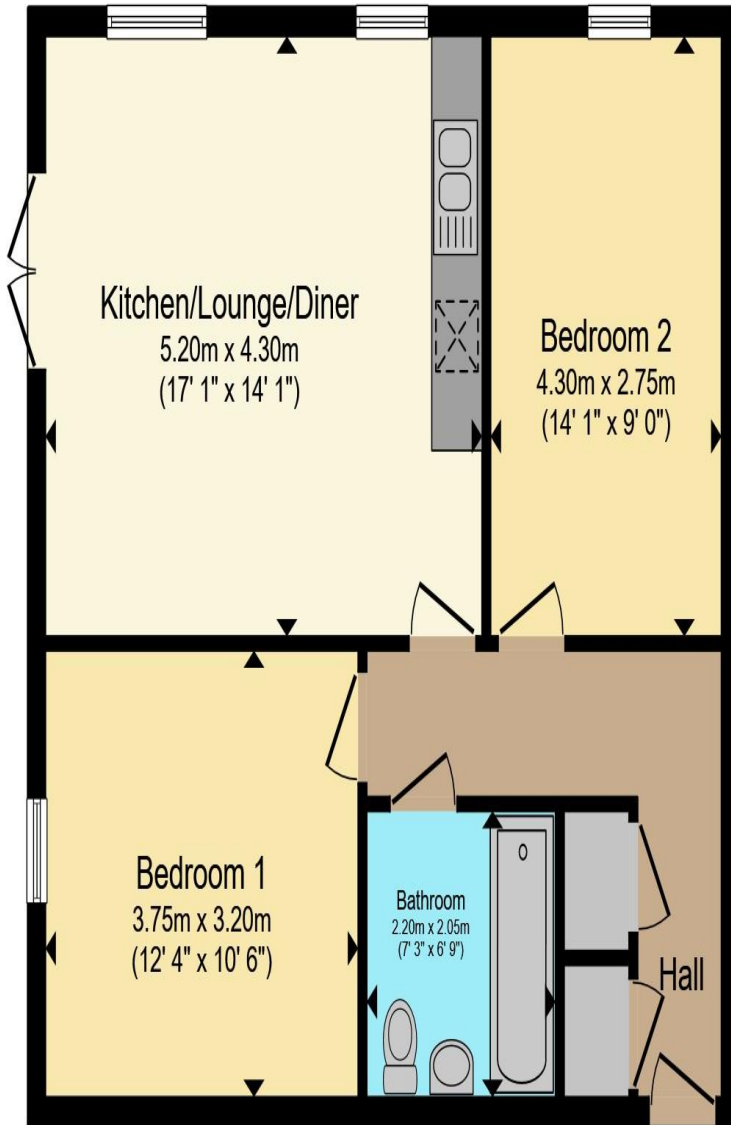 Kitchen/Lounge/Diner
5.20m x 4.30m
(17' 1" x 14' 1")
Bedroom 2
4.30m x 2.75m
(14' 1" x 9' 0")
Bedroom 1
3.75m x 3.20m
(12' 4" x 10' 6")
Bathroom
2.20m x 2.05m
(7' 3" x 6' 9")
Hall